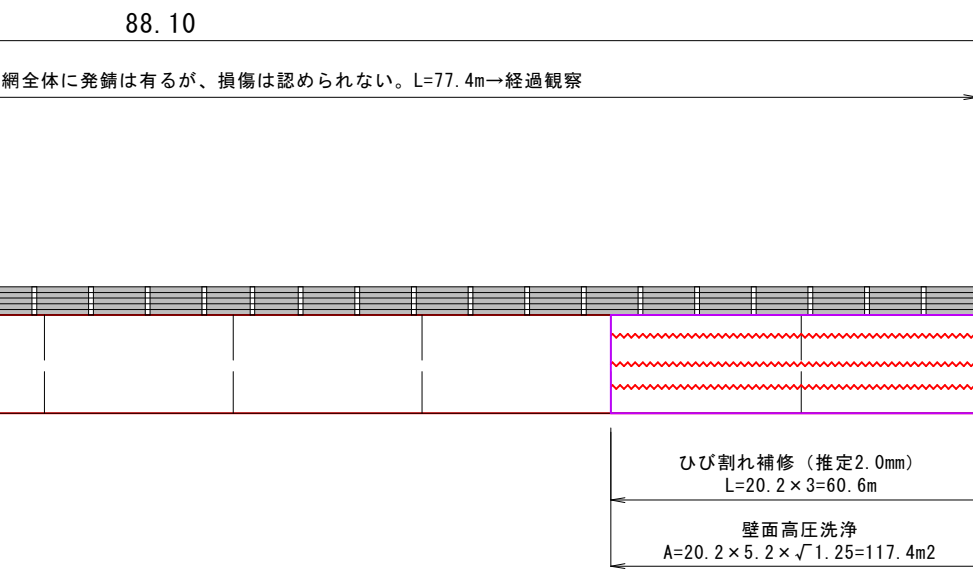 88.10
網全体に発錆は有るが、損傷は認められない。L=77.4m→経過観察
ひび割れ補修（推定2.0mm）
L=20.2×3=60.6m
壁面高圧洗浄
A=20.2×5.2×√1.25=117.4m2